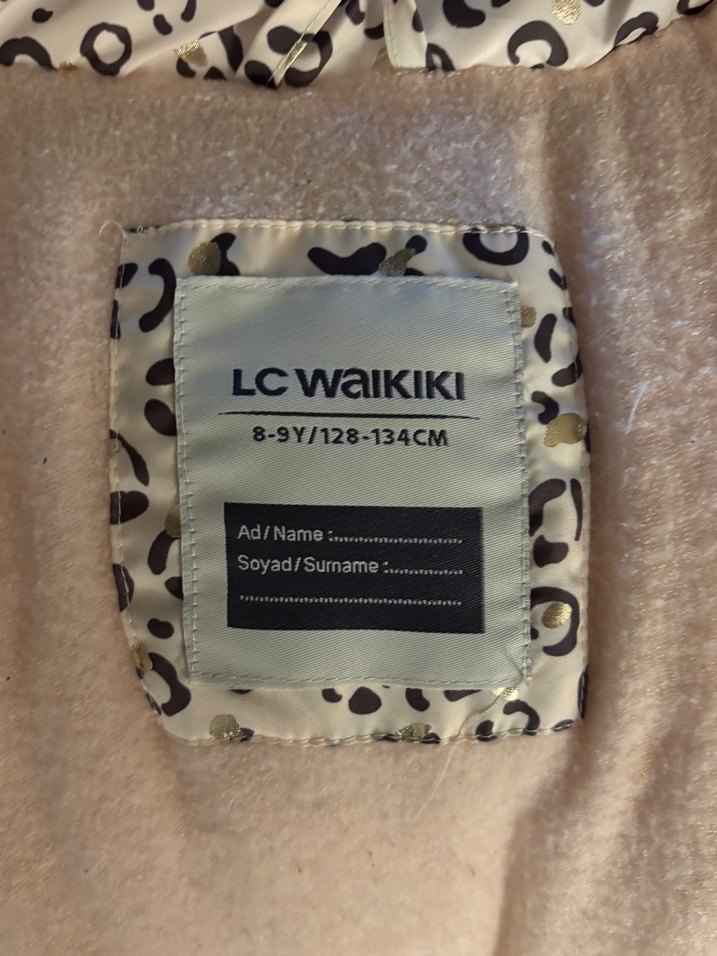 LC WAIKIKI
8-9Y/128-134CM
Ad/Name :........................
Soyad/Surname :...............
............................................